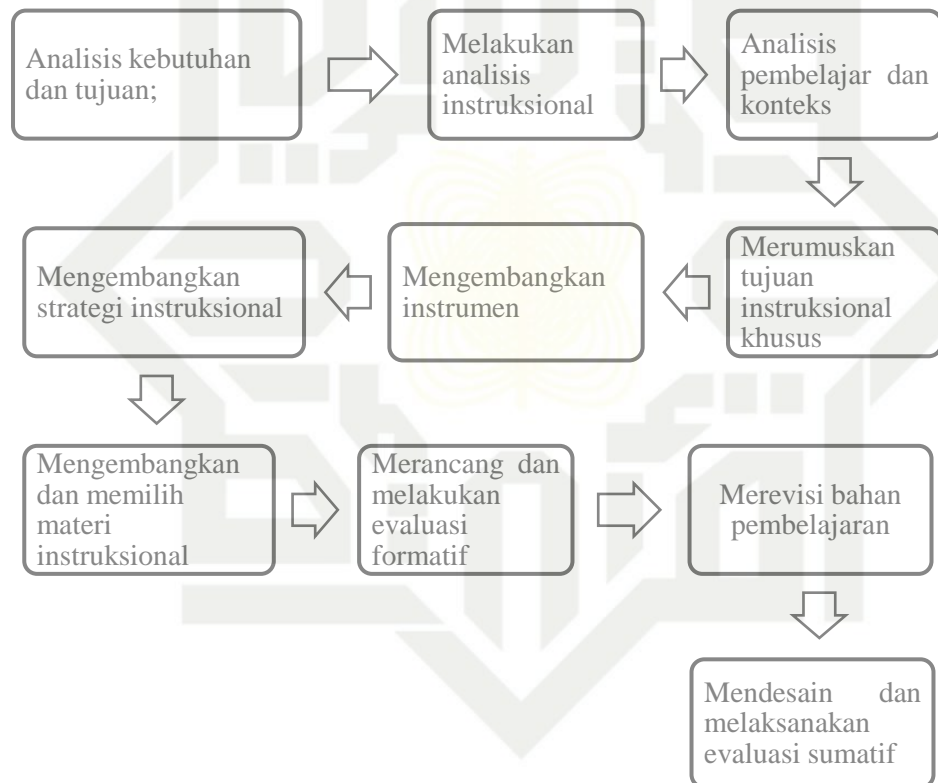 Analisis kebutuhan
dan tujuan;
Melakukan
analisis
instruksional
Analisis
pembelajar dan
konteks
Merumuskan
tujuan
instruksional
khusus
Mengembangkan
instrumen
Mengembangkan
strategi instruksional
Mengembangkan
dan memilih
materi
instruksional
Merancang dan
melakukan
evaluasi
formatif
Merevisi bahan
pembelajaran
Mendesain dan
melaksanakan
evaluasi sumatif